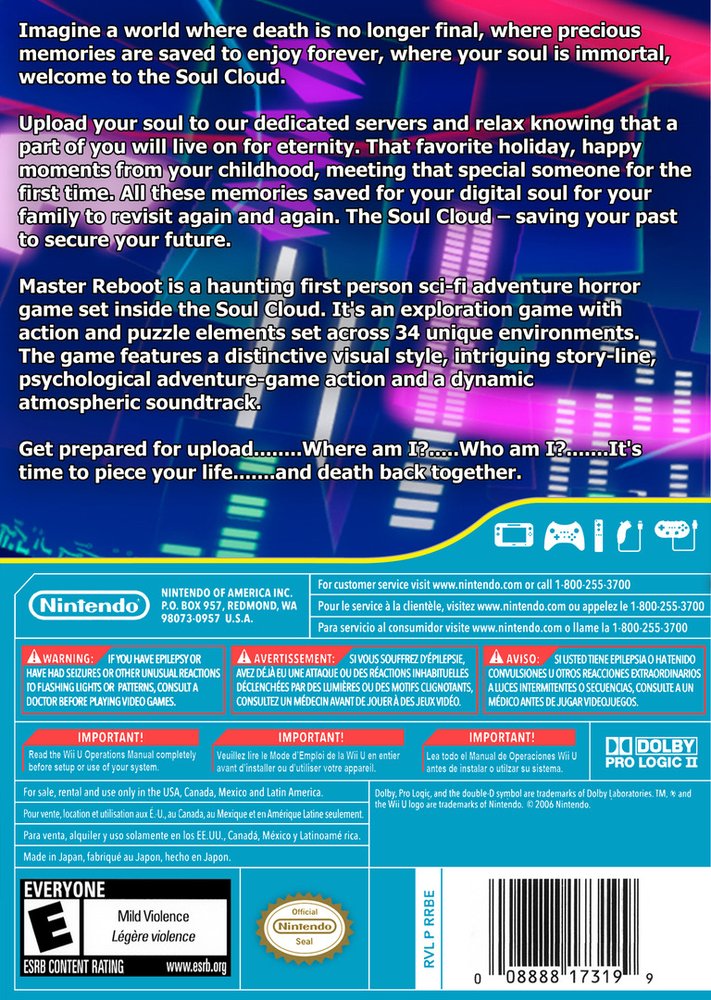 Imagine a world where death is no longer final, where precious
memories are saved to enjoy forever, where your soul is immortal,
welcome to the Soul Cloud.
Upload your soul to our dedicated servers and relax knowing that a
part of you will live on for eternity. That favorite holiday, happy
moments from your childhood, meeting that special someone for the
first time. All these memories saved for your digital soul for your
family to revisit again and again. The Soul Cloud – saving your past
to secure your future.
Master Reboot is a haunting first person sci-fi adventure horror
game set inside the Soul Cloud. It's an exploration game with
action and puzzle elements set across 34 unique environments.
The game features a distinctive visual style, intriguing story-line,
psychological adventure-game action and a dynamic
atmospheric soundtrack.
Get prepared for upload........Where am I?.....Who am I?.......It's
time to piece your life.......and death back together.
Nintendo
NINTENDO OF AMERICA INC.
P.O. BOX 957, REDMOND, WA
98073-0957 U.S.A.
For customer service visit www.nintendo.com or call 1-800-255-3700
Pour le service à la clientèle, visitez www.nintendo.com ou appelez le 1-800-255-3700
Para servicio al consumidor visite www.nintendo.com o llame la 1-800-255-3700
WARNING: IF YOU HAVE EPILEPSY OR
HAVE HAD SEIZURES OR OTHER UNUSUAL REACTIONS
TO FLASHING LIGHTS OR PATTERNS, CONSULT A
DOCTOR BEFORE PLAYING VIDEO GAMES.
AVERTISSEMENT: SI VOUS SOUFFREZ D'ÉPILEPSIE,
AVEZ DÉJÀ EU UNE ATTAQUE OU DES RÉACTIONS INHABITUELLES
DÉCLENCHÉES PAR DES LUMIÈRES OU DES MOTIFS CLIGNOTANTS,
CONSULTEZ UN MÉDECIN AVANT DE JOUER À DES JEUX VIDÉO.
AVISO: SI USTED TIENE EPILEPSIA O HA TENIDO
CONVULSIONES U OTROS REACCIONES EXTRAORDINARIOS
A LUCES INTERMITENTES O SECUENCIAS, CONSULTE A UN
MÉDICO ANTES DE JUGAR VIDEOJUEGOS.
IMPORTANT!
Read the Wii U Operations Manual completely
before setup or use of your system.
IMPORTANT!
Veuillez lire le Mode d'Emploi de la Wii U en entier
avant d'installer ou d'utiliser votre appareil.
IMPORTANT!
Lea todo el Manual de Operaciones Wii U
antes de instalar o utilzar su sistema.
DOLBY
PRO LOGIC II
For sale, rental and use only in the USA, Canada, Mexico and Latin America.
Pour vente, location et utilisation aux É.-U., au Canada, au Mexique et en Amérique Latine seulement.
Para venta, alquiler y uso solamente en los EE.UU., Canadá, México y Latinoamé rica.
Made in Japan, fabriqué au Japon, hecho en Japon.
Dolby, Pro Logic, and the double-D symbol are trademarks of Dolby Laboratories. TM, ® and
the Wii U logo are trademarks of Nintendo. © 2006 Nintendo.
EVERYONE
E
Mild Violence
Légère violence
ESRB CONTENT RATING www.esrb.org
Official
Nintendo
Seal
RVL P RRBE
0 08888 17319 9